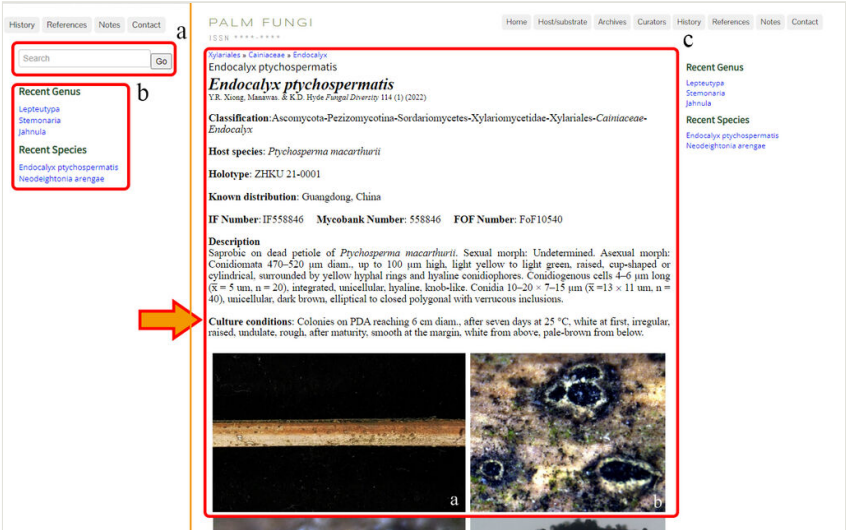 History References Notes Contact
a
Search Go
b
Recent Genus
Lepteutypa
Stemonaria
Jahnula
Recent Species
Endocalyx ptychospermatis
Neodeightonia arengae
PALM FUNGI
ISSN ****-****
Home Host/substrate Archives Curators History References Notes Contact
c
Xylariales » Cainiaceae » Endocalyx
Endocalyx ptychospermatis
Endocalyx ptychospermatis
Y.R. Xiong, Manawas. & K.D. Hyde Fungal Diversity 114 (1) (2022)
Classification:Ascomycota-Pezizomycotina-Sordariomycetes-Xylariomycetidae-Xylariales-Cainiaceae-
Endocalyx
Host species: Ptychosperma macarthurii
Holotype: ZHKU 21-0001
Known distribution: Guangdong, China
IF Number: IF558846 Mycobank Number: 558846 FOF Number: FoF10540
Description
Saprobic on dead petiole of Ptychosperma macarthurii. Sexual morph: Undetermined. Asexual morph:
Conidiomata 470–520 μm diam., up to 100 μm high, light yellow to light green, raised, cup-shaped or
cylindrical, surrounded by yellow hyphal rings and hyaline conidiophores. Conidiogenous cells 4–6 μm long
(x̅ = 5 um, n = 20), integrated, unicellular, hyaline, knob-like. Conidia 10–20 × 7–15 μm (x̅ =13 × 11 um, n =
40), unicellular, dark brown, elliptical to closed polygonal with verrucous inclusions.
Culture conditions: Colonies on PDA reaching 6 cm diam., after seven days at 25 °C, white at first, irregular,
raised, undulate, rough, after maturity, smooth at the margin, white from above, pale-brown from below.
a
b
Recent Genus
Lepteutypa
Stemonaria
Jahnula
Recent Species
Endocalyx ptychospermatis
Neodeightonia arengae